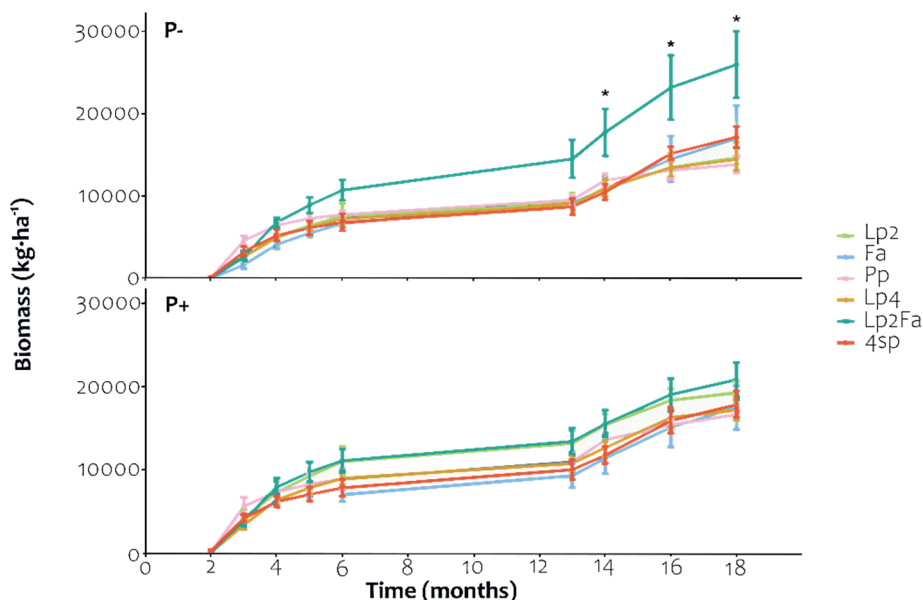 P-
*
*
*
30000
20000
10000
0
Biomass (kg·ha⁻¹)
P+
30000
20000
10000
0
0
2
4
6
8
10
12
14
16
18
Time (months)
Lp2
Fa
Pp
Lp4
Lp2Fa
4sp